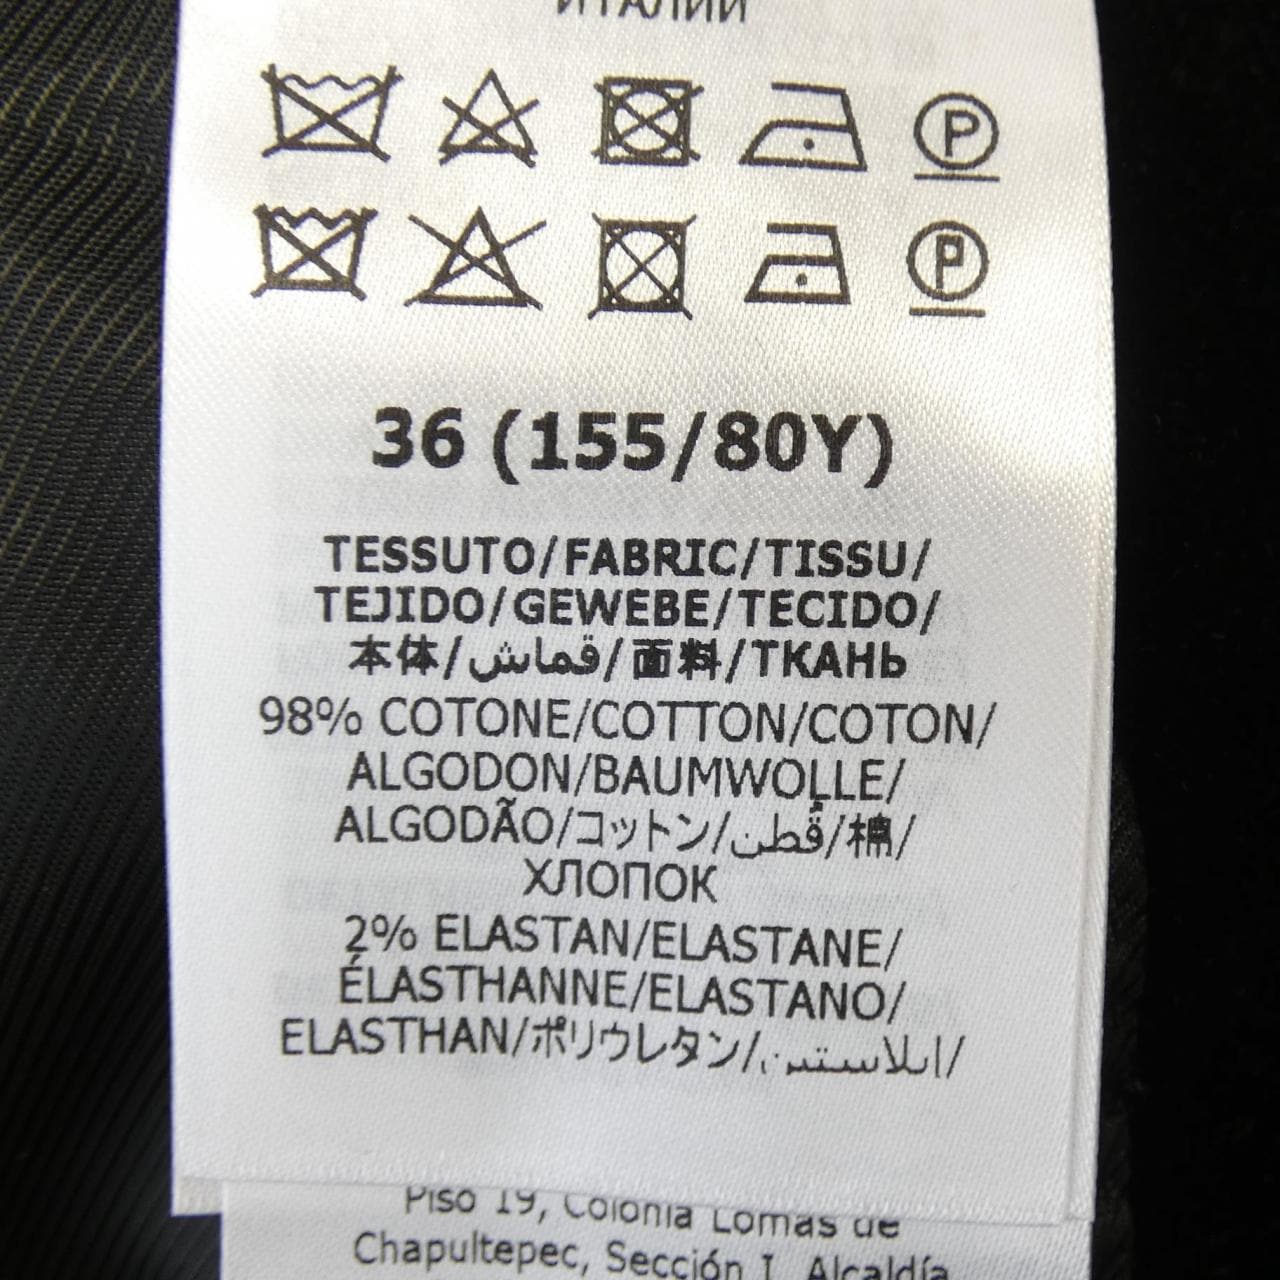 ИТАЛИИ
P
P
36 (155/80Y)
TESSUTO/FABRIC/TISSU/
TEJIDO/GEWEBE/TECIDO/
本体/قماش/面料/ТКАНЬ
98% COTONE/COTTON/COTON/
ALGODON/BAUMWOLLE/
ALGODÃO/コットン/قُطن/棉/
ХЛОПОК
2% ELASTAN/ELASTANE/
ÉLASTHANNE/ELASTANO/
ELASTHAN/ポリウレタン/إيلاستين/
Piso 19, Colonia Lomas de
Chapultepec, Sección I, Alcaldía